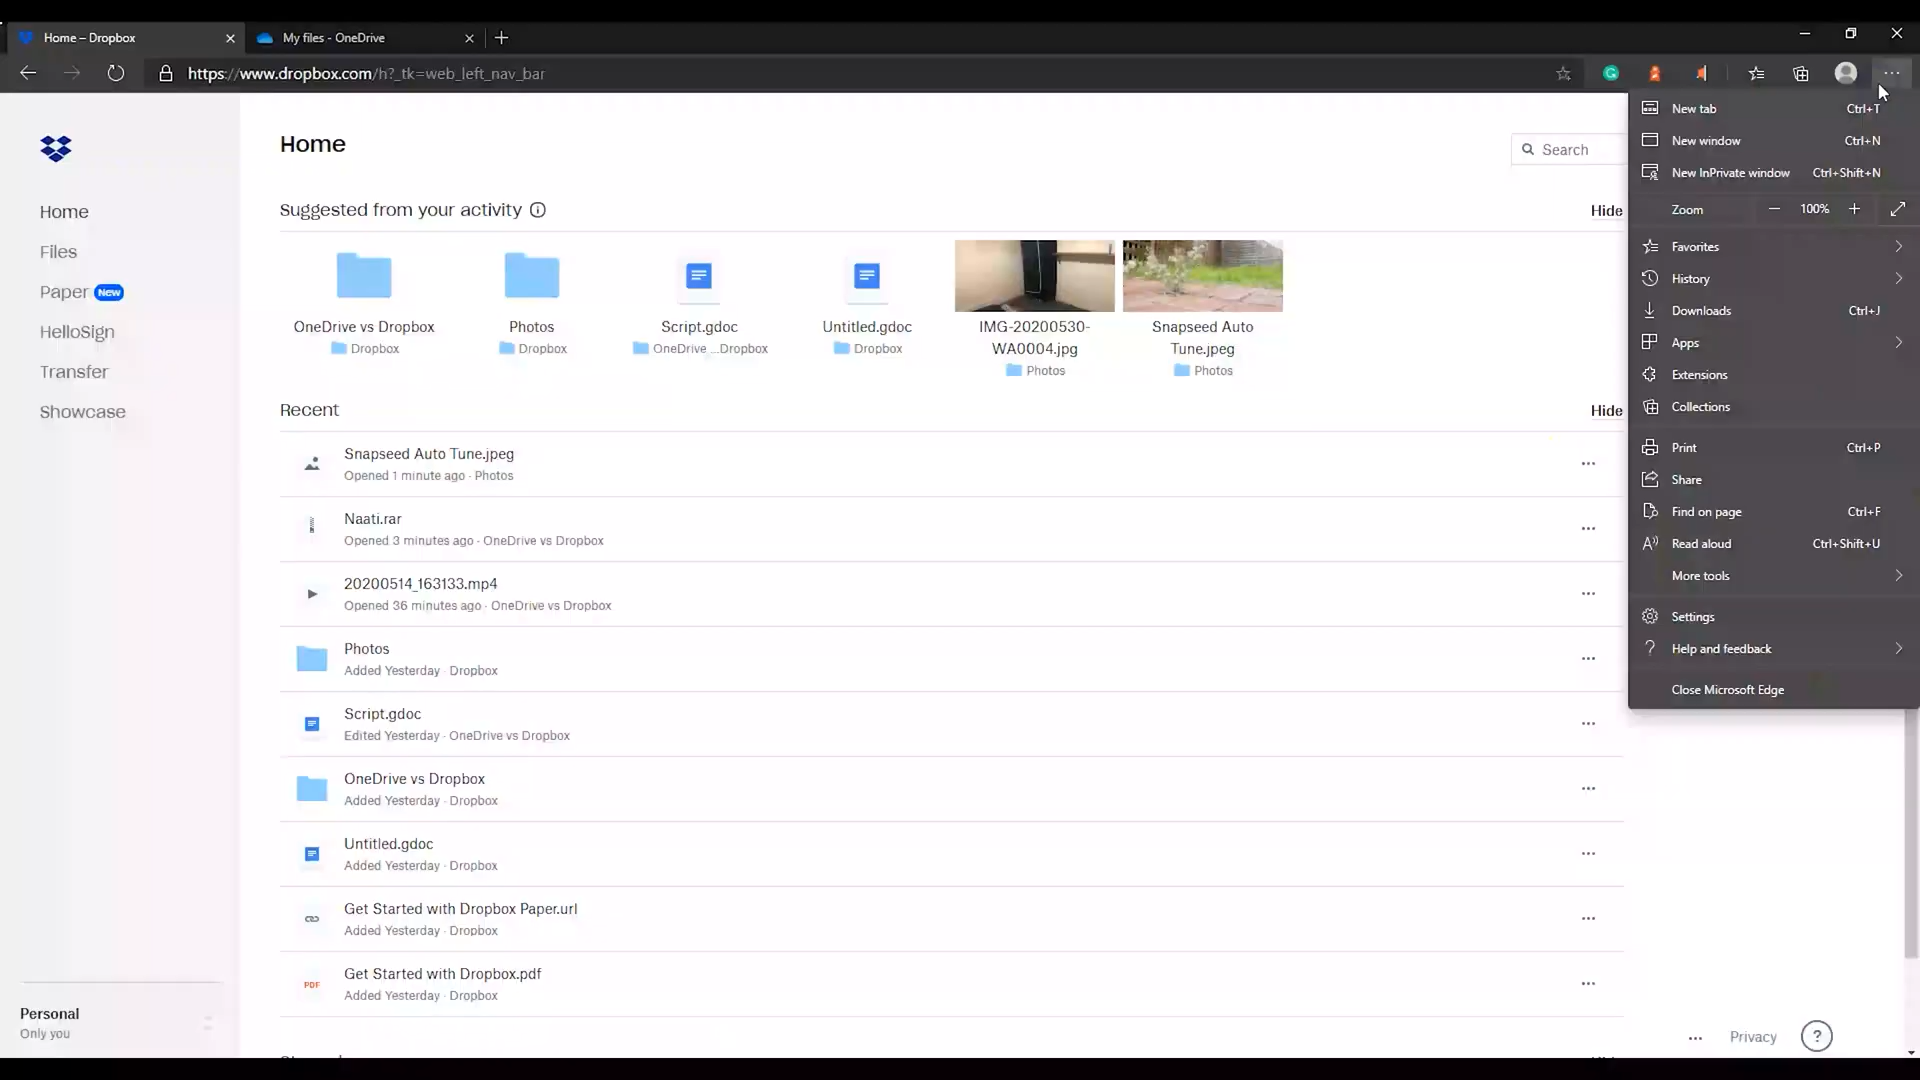 Home – Dropbox
My files - OneDrive
https://www.dropbox.com/h?_tk=web_left_nav_bar
Home
Files
Paper New
HelloSign
Transfer
Showcase
Personal
Only you
Home
Search
Suggested from your activity
Hide
OneDrive vs Dropbox
Dropbox
Photos
Dropbox
Script.gdoc
OneDrive ...Dropbox
Untitled.gdoc
Dropbox
IMG-20200530-
WA0004.jpg
Photos
Snapseed Auto
Tune.jpeg
Photos
Recent
Hide
Snapseed Auto Tune.jpeg
Opened 1 minute ago · Photos
Naati.rar
Opened 3 minutes ago · OneDrive vs Dropbox
20200514_163133.mp4
Opened 36 minutes ago · OneDrive vs Dropbox
Photos
Added Yesterday · Dropbox
Script.gdoc
Edited Yesterday · OneDrive vs Dropbox
OneDrive vs Dropbox
Added Yesterday · Dropbox
Untitled.gdoc
Added Yesterday · Dropbox
Get Started with Dropbox Paper.url
Added Yesterday · Dropbox
PDF
Get Started with Dropbox.pdf
Added Yesterday · Dropbox
New tab Ctrl+T
New window Ctrl+N
New InPrivate window Ctrl+Shift+N
Zoom — 100% +
Favorites
History
Downloads Ctrl+J
Apps
Extensions
Collections
Print Ctrl+P
Share
Find on page Ctrl+F
Read aloud Ctrl+Shift+U
More tools
Settings
? Help and feedback
Close Microsoft Edge
... Privacy ?